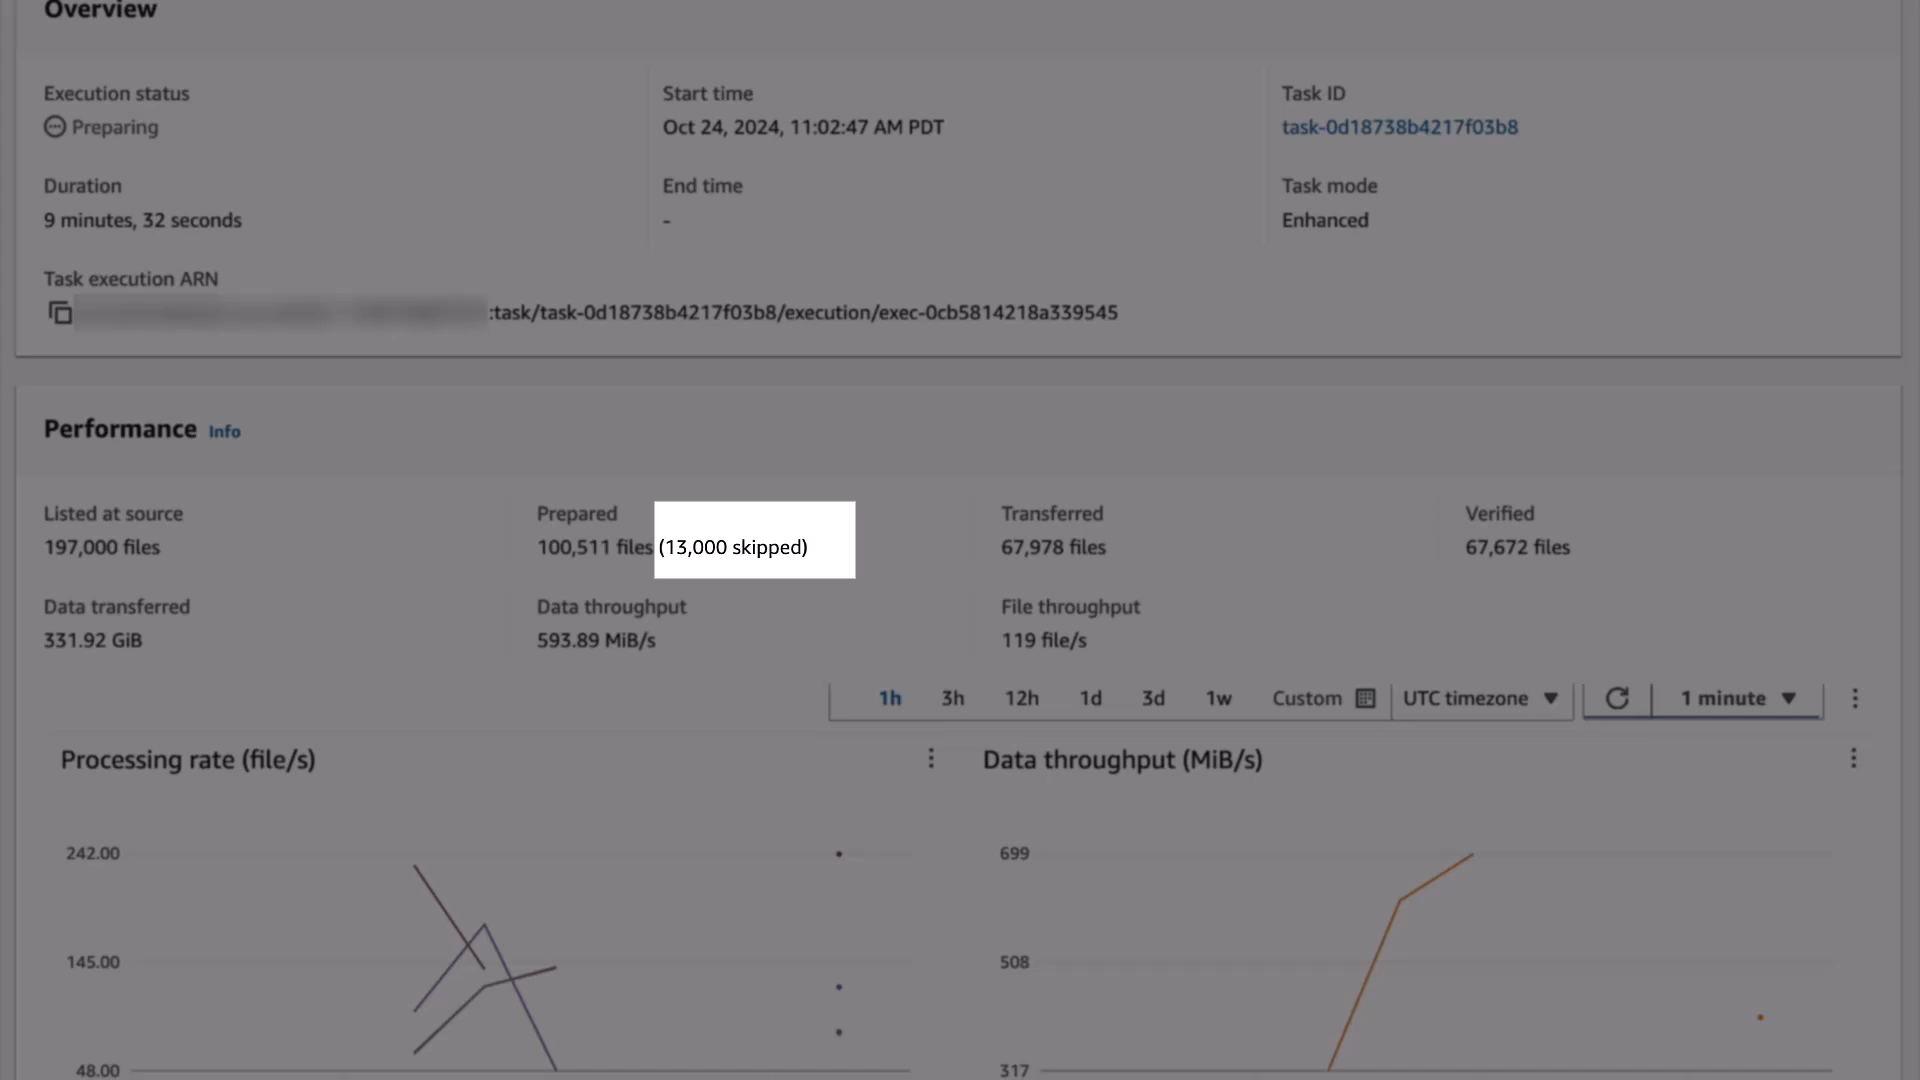 Overview
Execution status
Preparing
Start time
Oct 24, 2024, 11:02:47 AM PDT
Task ID
task-0d18738b4217f03b8
Duration
9 minutes, 32 seconds
End time
-
Task mode
Enhanced
Task execution ARN
:task/task-0d18738b4217f03b8/execution/exec-0cb5814218a339545
Performance Info
Listed at source
197,000 files
Prepared
100,511 files (13,000 skipped)
Transferred
67,978 files
Verified
67,672 files
Data transferred
331.92 GiB
Data throughput
593.89 MiB/s
File throughput
119 file/s
1h 3h 12h 1d 3d 1w Custom UTC timezone 1 minute
Processing rate (file/s)
242.00
145.00
48.00
Data throughput (MiB/s)
699
508
317